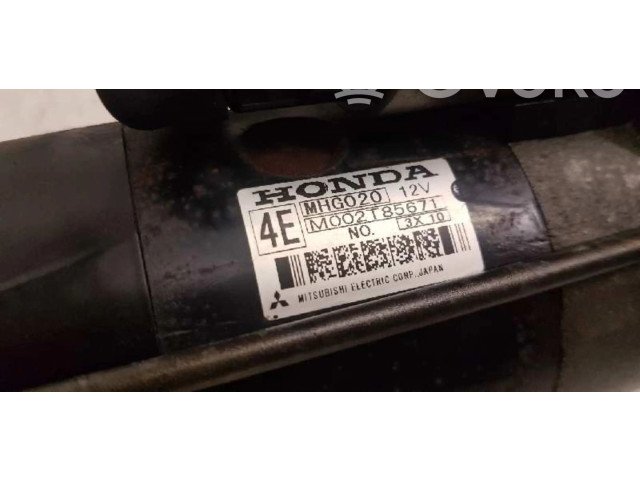 HONDA
4E
MHG020 12V
M002T85671
NO. 3X 10
MITSUBISHI ELECTRIC CORP. JAPAN